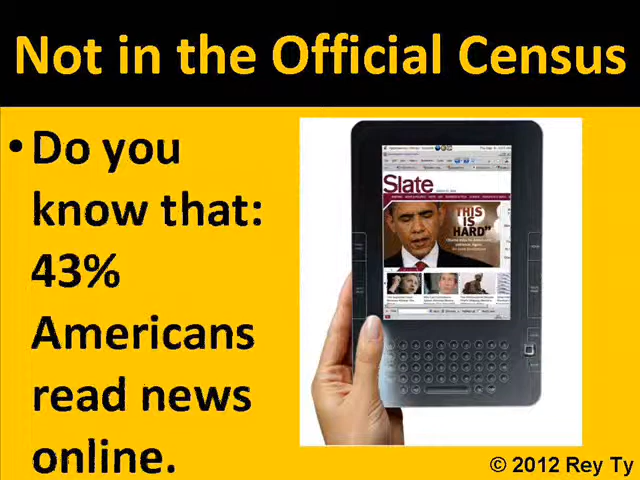 Not in the Official Census
• Do you
know that:
43%
Americans
read news
online.
Slate
"THIS
IS
HARD"
© 2012 Rey Ty